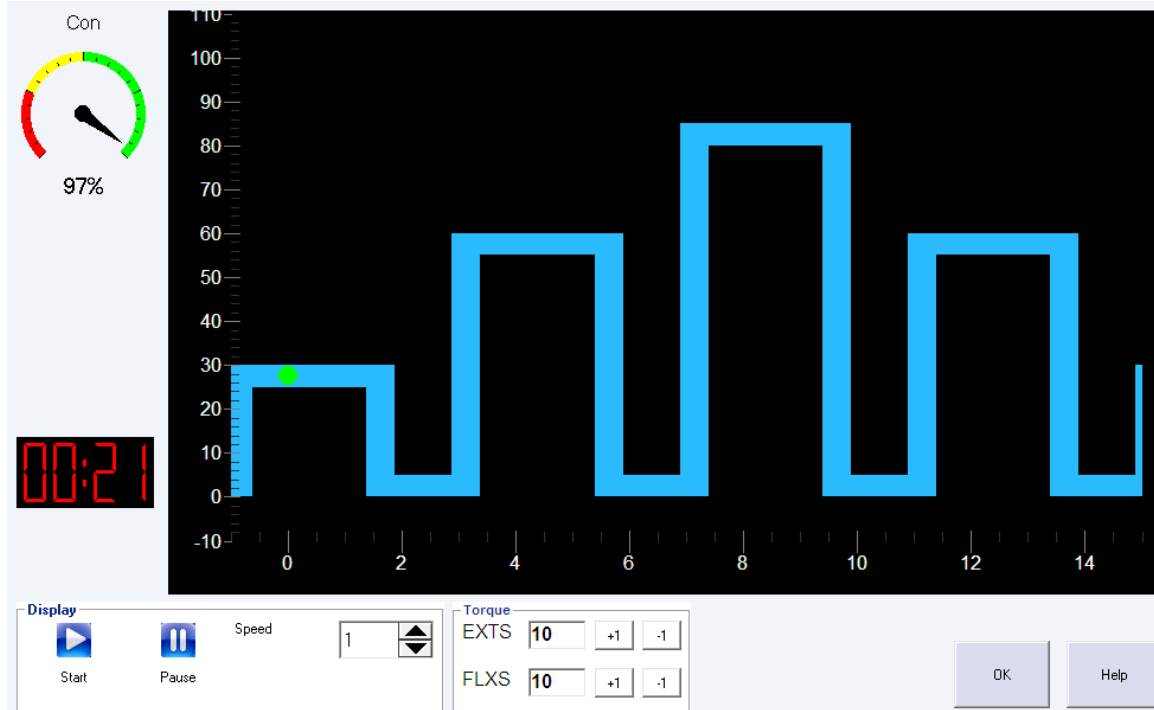 Con
97%
00:21
110
100
90
80
70
60
50
40
30
20
10
0
-10
0 2 4 6 8 10 12 14
Display
Start
Pause
Speed
1
Torque
EXTS 10 +1 -1
FLXS 10 +1 -1
OK
Help